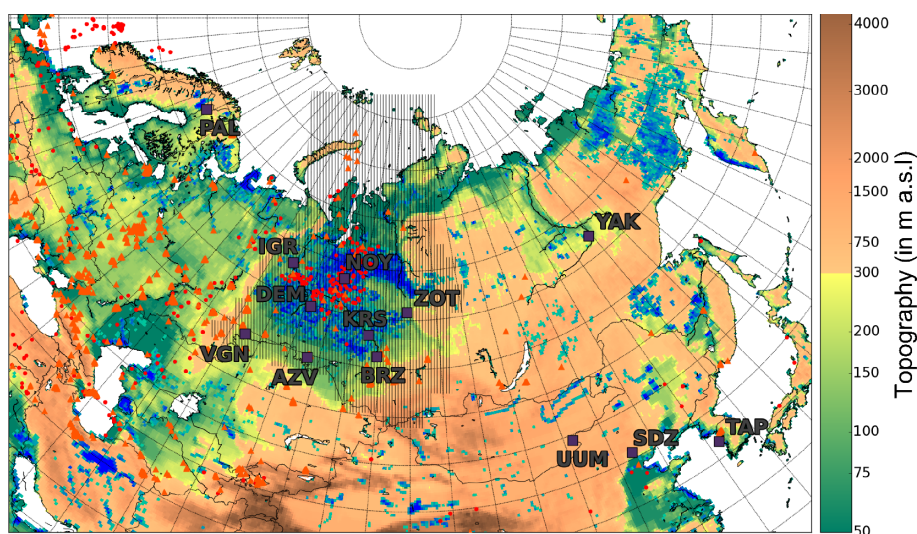 PAL
YAK
IGR
NOY
DEM
ZOT
KRS
VGN
AZV
BRZ
TAP
SDZ
UUM
4000
3000
2000
1500
750
300
200
150
100
75
50
Topography (in m a.s.l)